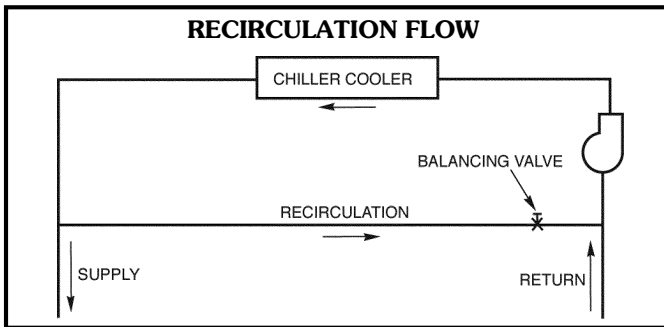 RECIRCULATION FLOW
CHILLER COOLER
BALANCING VALVE
RECIRCULATION
SUPPLY
RETURN